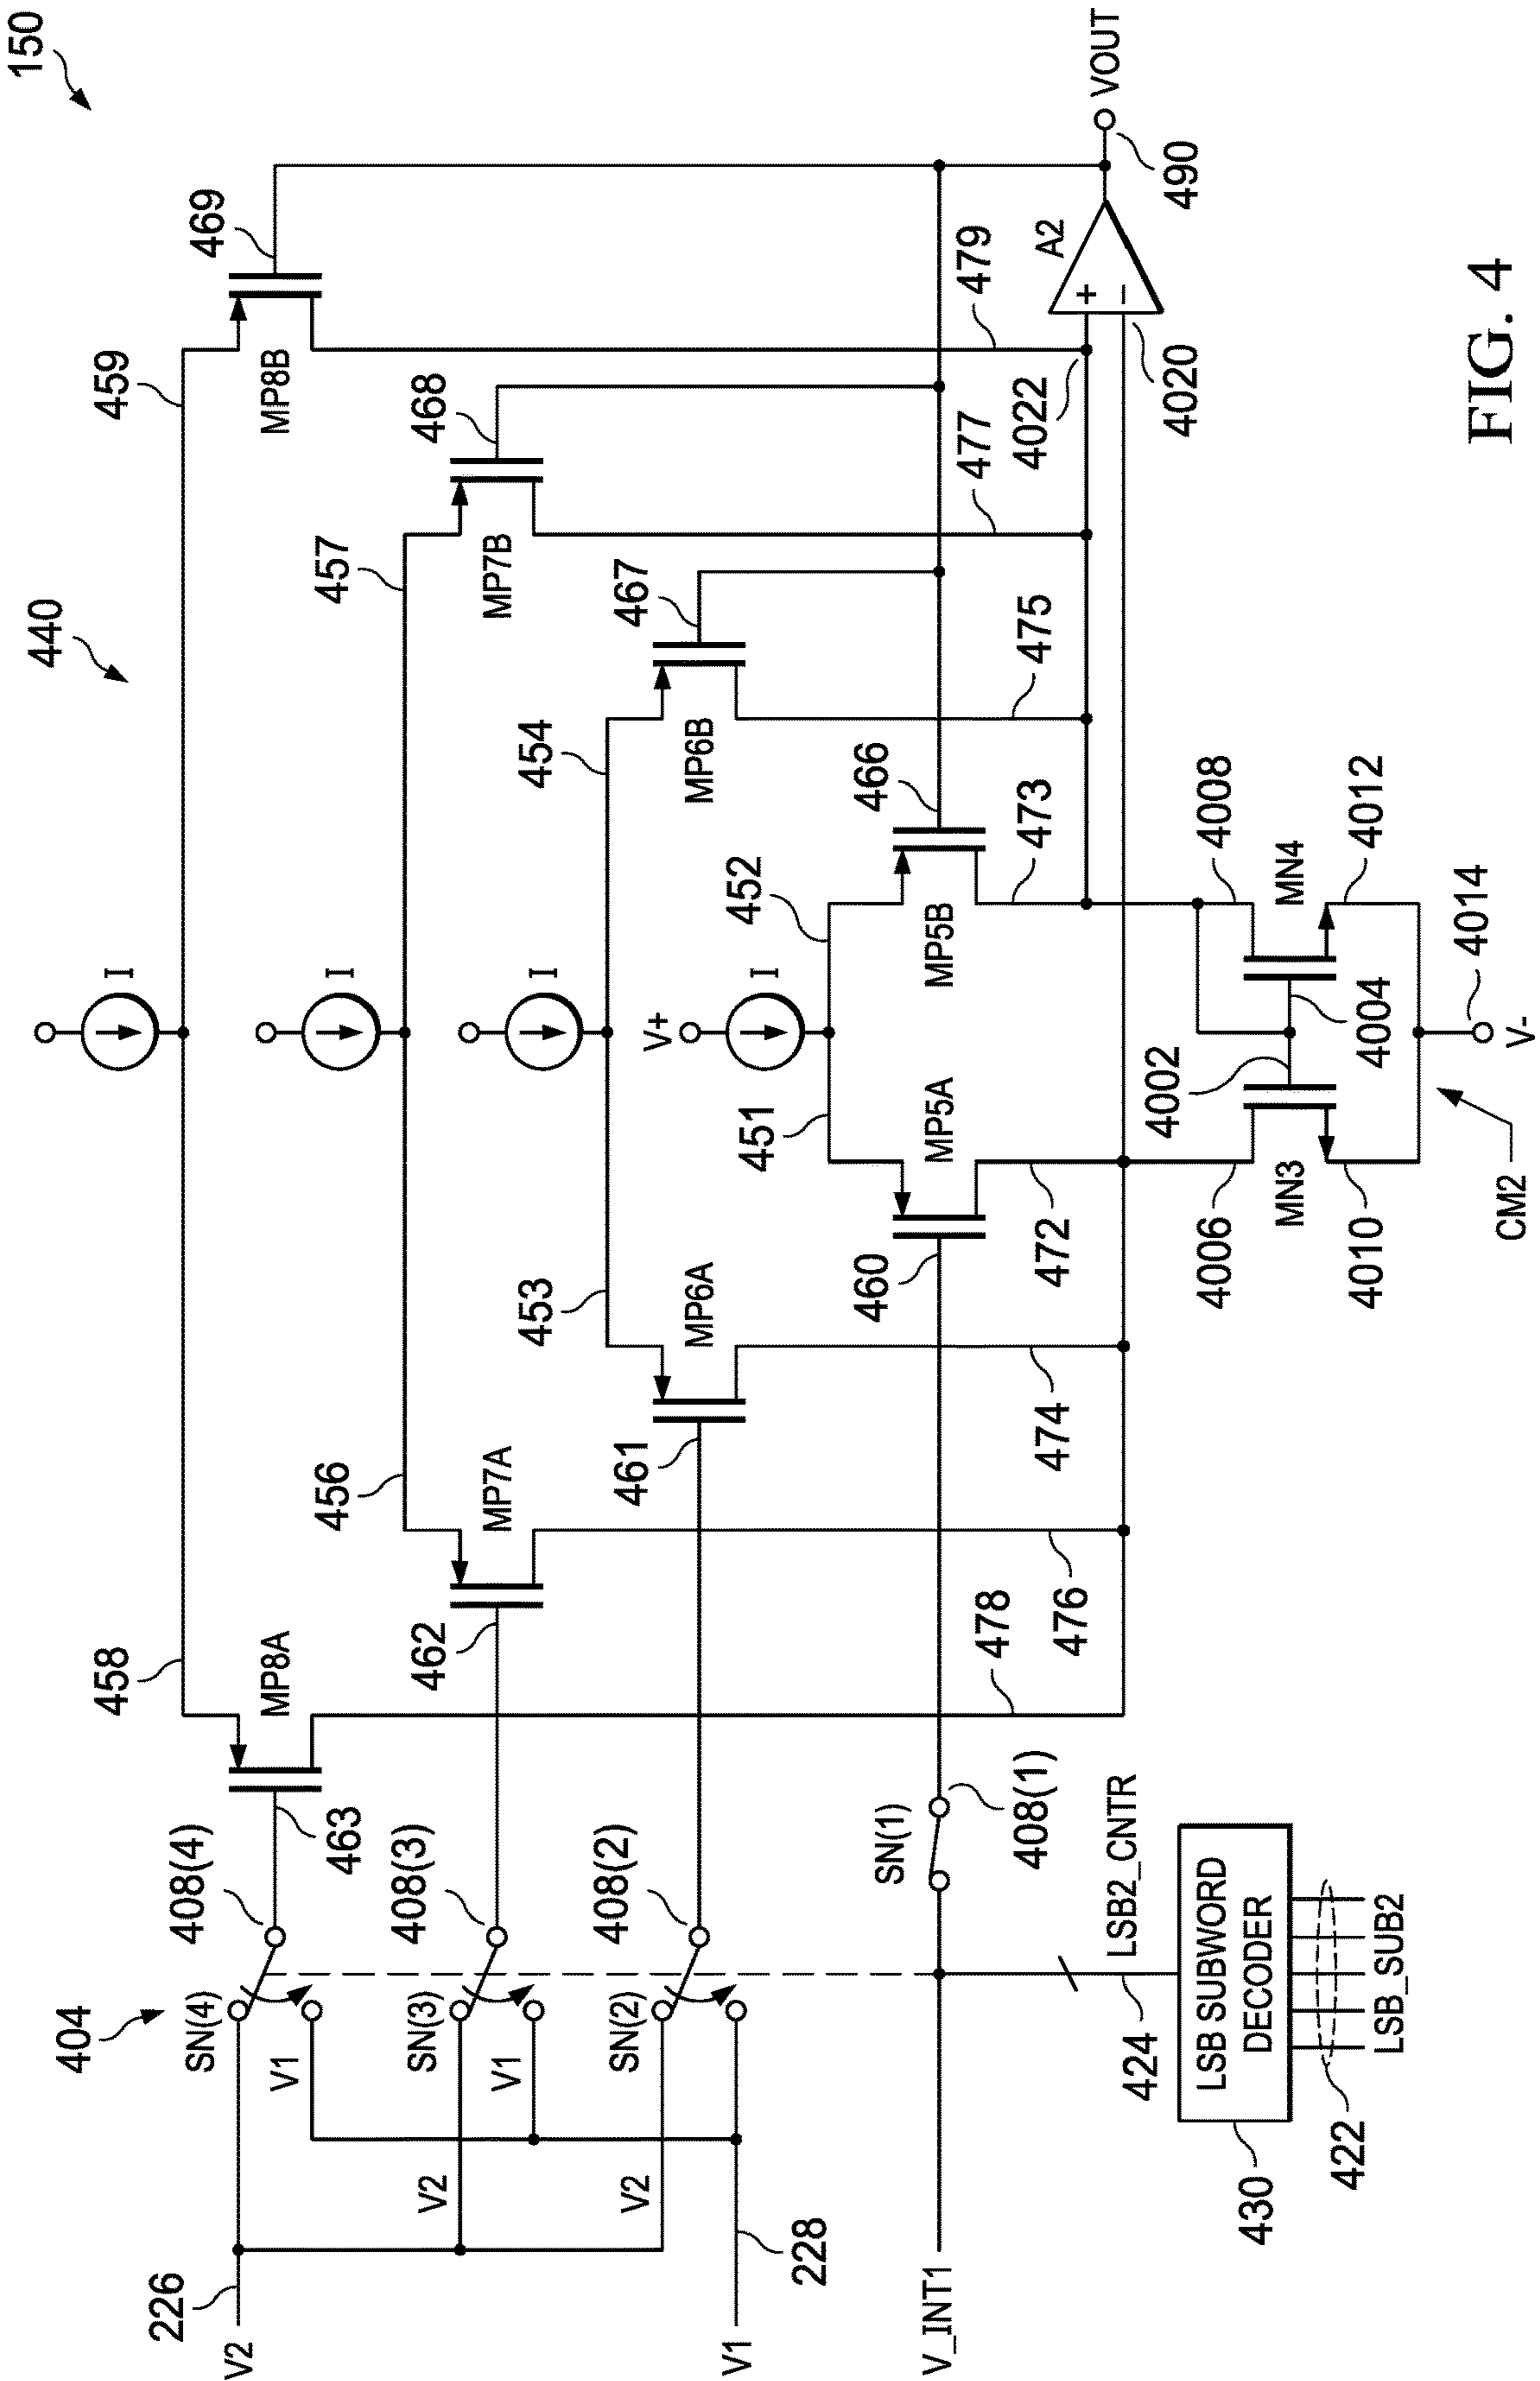 150
440
459
469
MP8B
I
458
MP8A
463
408(4)
404
SN(4)
V1
226
V2
457
468
MP7B
I
456
MP7A
462
408(3)
SN(3)
V1
V2
454
467
MP6B
I
453
MP6A
461
408(2)
SN(2)
V2
228
V1
V+
I
452
466
MP5B
451
MP5A
460
SN(1)
408(1)
V_INT1
479
477
475
473
472
474
476
478
4022
A2
+
-
4020
VOUT
490
4008
MN4
4012
4004
4002
4006
MN3
4010
4014
V-
CM2
LSB2_CNTR
424
LSB SUBWORD
DECODER
430
422
LSB_SUB2
FIG. 4